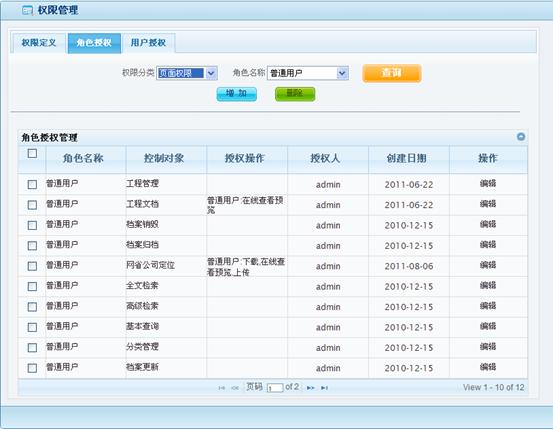 权限管理
权限定义 角色授权 用户授权
权限分类 页面权限 角色名称 普通用户 查询
增 加 删除
角色授权管理
角色名称 控制对象 授权操作 授权人 创建日期 操作
普通用户 工程管理 admin 2011-06-22 编辑
普通用户 工程文档 普通用户:在线查看预
览 admin 2011-06-22 编辑
普通用户 档案销毁 admin 2010-12-15 编辑
普通用户 档案归档 admin 2010-12-15 编辑
普通用户 网省公司定位 普通用户:下载,在线查
看预览,上传 admin 2011-08-06 编辑
普通用户 全文检索 admin 2010-12-15 编辑
普通用户 高级检索 admin 2010-12-15 编辑
普通用户 基本查询 admin 2010-12-15 编辑
普通用户 分类管理 admin 2010-12-15 编辑
普通用户 档案更新 admin 2010-12-15 编辑
页码 1 of 2 View 1 - 10 of 12